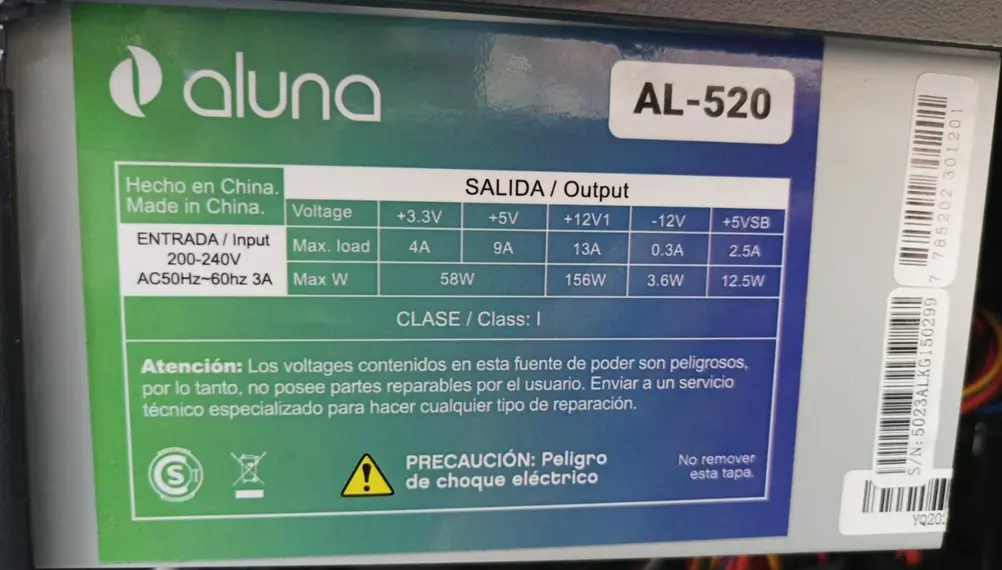 aluna
AL-520
Hecho en China.
Made in China.
SALIDA / Output
Voltage +3.3V +5V +12V1 -12V +5VSB
ENTRADA / Input
200-240V
AC50Hz~60hz 3A
Max. load 4A 9A 13A 0.3A 2.5A
Max W 58W 156W 3.6W 12.5W
CLASE / Class: I
Atención: Los voltages contenidos en esta fuente de poder son peligrosos,
por lo tanto, no posee partes reparables por el usuario. Enviar a un servicio
técnico especializado para hacer cualquier tipo de reparación.
S
PRECAUCIÓN: Peligro
de choque eléctrico
No remover
esta tapa.
7 785202 301201
S/N:5023ALKG150299